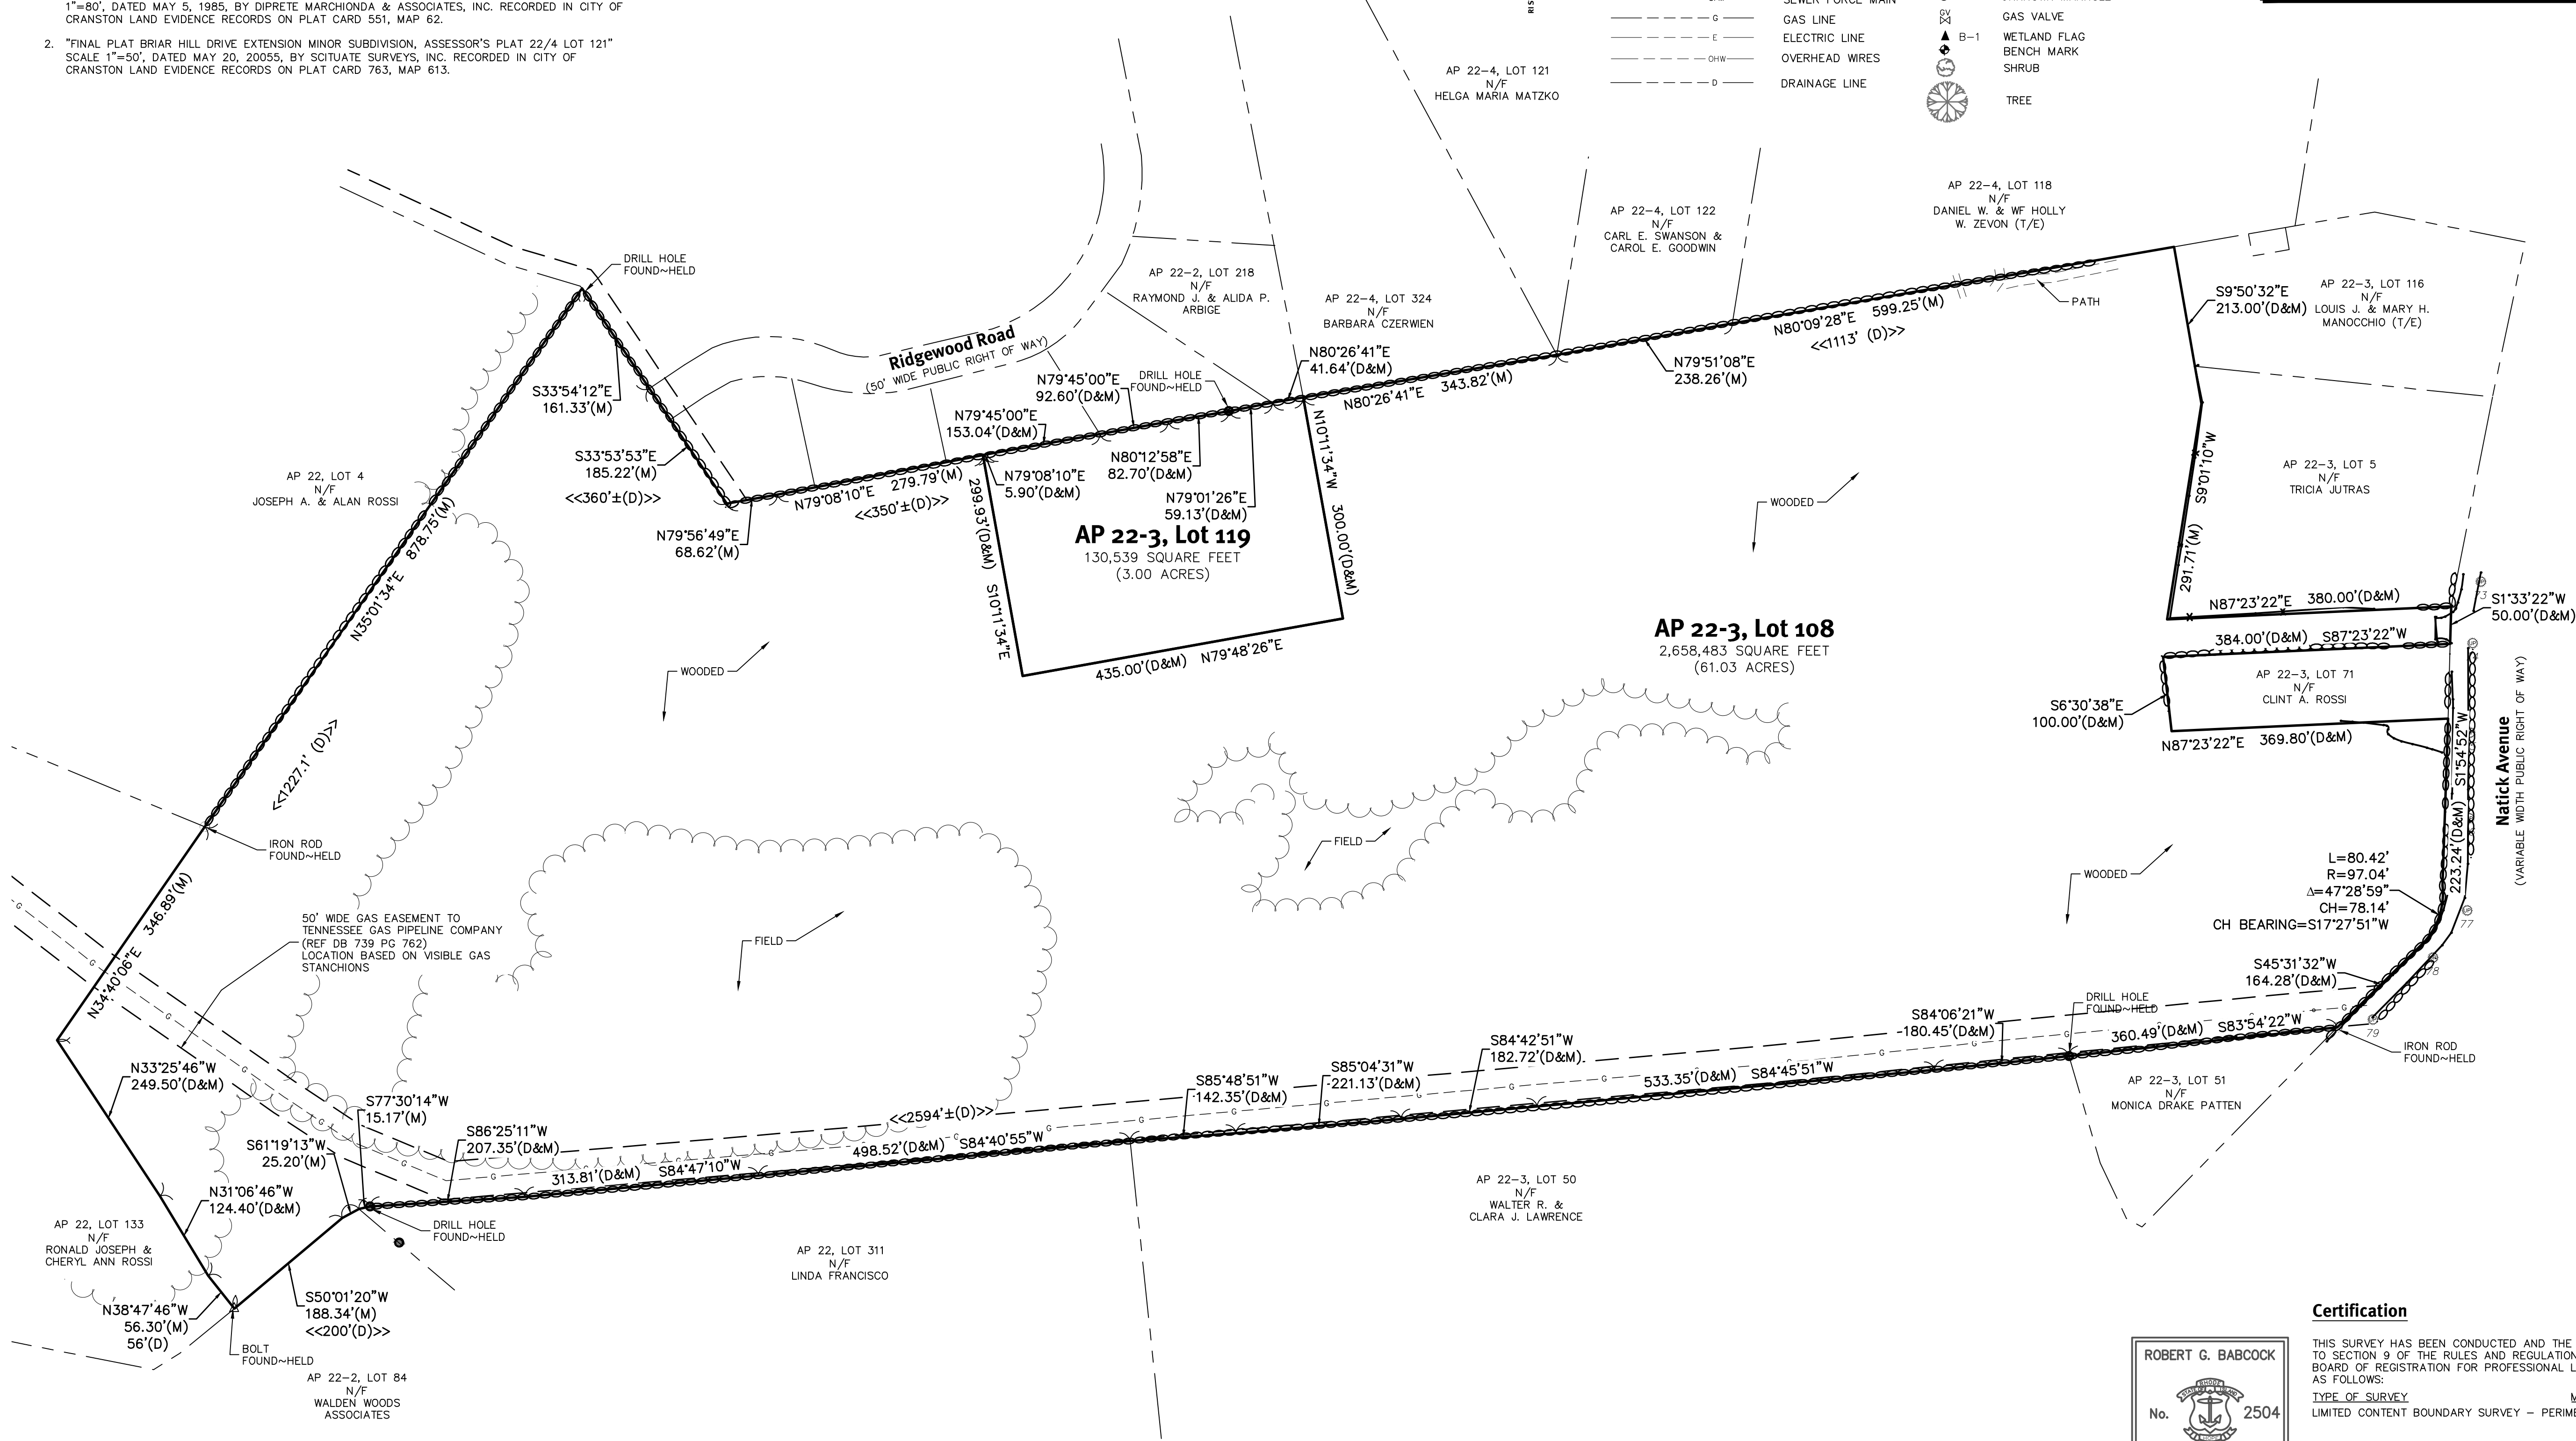 1"=80', DATED MAY 5, 1985, BY DIPRETE MARCHIONDA & ASSOCIATES, INC. RECORDED IN CITY OF
CRANSTON LAND EVIDENCE RECORDS ON PLAT CARD 551, MAP 62.
2. "FINAL PLAT BRIAR HILL DRIVE EXTENSION MINOR SUBDIVISION, ASSESSOR'S PLAT 22/4 LOT 121"
SCALE 1"=50', DATED MAY 20, 20055, BY SCITUATE SURVEYS, INC. RECORDED IN CITY OF
CRANSTON LAND EVIDENCE RECORDS ON PLAT CARD 763, MAP 613.
RIS
SEWER FORCE MAIN
G
GAS LINE
E
ELECTRIC LINE
OHW
OVERHEAD WIRES
D
DRAINAGE LINE
GV
GAS VALVE
B-1
WETLAND FLAG
BENCH MARK
SHRUB
TREE
AP 22-4, LOT 121
N/F
HELGA MARIA MATZKO
AP 22-4, LOT 122
N/F
CARL E. SWANSON &
CAROL E. GOODWIN
AP 22-4, LOT 118
N/F
DANIEL W. & WF HOLLY
W. ZEVON (T/E)
AP 22-3, LOT 116
N/F
LOUIS J. & MARY H.
MANOCCHIO (T/E)
S9°50'32"E
213.00'(D&M)
PATH
N80°09'28"E 599.25'(M)
<<1113' (D)>>
N79°51'08"E
238.26'(M)
N80°26'41"E 343.82'(M)
N80°26'41"E
41.64'(D&M)
AP 22-2, LOT 218
N/F
RAYMOND J. & ALIDA P.
ARBIGE
AP 22-4, LOT 324
N/F
BARBARA CZERWIEN
DRILL HOLE
FOUND~HELD
Ridgewood Road
(50' WIDE PUBLIC RIGHT OF WAY)
N79°45'00"E
92.60'(D&M)
DRILL HOLE
FOUND~HELD
N79°45'00"E
153.04'(D&M)
N80°12'58"E
82.70'(D&M)
N79°08'10"E
5.90'(D&M)
N79°01'26"E
59.13'(D&M)
N79°08'10"E 279.79'(M)
<<350'±(D)>>
S33°54'12"E
161.33'(M)
S33°53'53"E
185.22'(M)
<<360'±(D)>>
N79°56'49"E
68.62'(M)
AP 22, LOT 4
N/F
JOSEPH A. & ALAN ROSSI
N35°01'34"E 878.75'(M)
<<1227.1' (D)>>
AP 22-3, Lot 119
130,539 SQUARE FEET
(3.00 ACRES)
299.93'(D&M) S10°11'34"E
N10°11'34"W 300.00'(D&M)
435.00'(D&M) N79°48'26"E
WOODED
WOODED
AP 22-3, Lot 108
2,658,483 SQUARE FEET
(61.03 ACRES)
291.71'(M) S9°01'10"W
AP 22-3, LOT 5
N/F
TRICIA JUTRAS
N87°23'22"E 380.00'(D&M)
73
S1°33'22"W
50.00'(D&M)
384.00'(D&M) S87°23'22"W
AP 22-3, LOT 71
N/F
CLINT A. ROSSI
S6°30'38"E
100.00'(D&M)
N87°23'22"E 369.80'(D&M)
223.24'(D&M) S1°54'52"W
Natick Avenue
(VARIABLE WIDTH PUBLIC RIGHT OF WAY)
IRON ROD
FOUND~HELD
FIELD
WOODED
L=80.42'
R=97.04'
Δ=47°28'59"
CH=78.14'
CH BEARING=S17°27'51"W
77
78
79
S45°31'32"W
164.28'(D&M)
N34°40'06"E 346.89'(M)
50' WIDE GAS EASEMENT TO
TENNESSEE GAS PIPELINE COMPANY
(REF DB 739 PG 762)
LOCATION BASED ON VISIBLE GAS
STANCHIONS
FIELD
DRILL HOLE
FOUND~HELD
S84°06'21"W
180.45'(D&M)
360.49'(D&M) S83°54'22"W
IRON ROD
FOUND~HELD
S84°42'51"W
182.72'(D&M)
533.35'(D&M) S84°45'51"W
S85°04'31"W
221.13'(D&M)
S85°48'51"W
142.35'(D&M)
<<2594'±(D)>>
498.52'(D&M) S84°40'55"W
313.81'(D&M) S84°47'10"W
S86°25'11"W
207.35'(D&M)
S77°30'14"W
15.17'(M)
N33°25'46"W
249.50'(D&M)
S61°19'13"W
25.20'(M)
N31°06'46"W
124.40'(D&M)
AP 22-3, LOT 51
N/F
MONICA DRAKE PATTEN
AP 22-3, LOT 50
N/F
WALTER R. &
CLARA J. LAWRENCE
AP 22, LOT 133
N/F
RONALD JOSEPH &
CHERYL ANN ROSSI
DRILL HOLE
FOUND~HELD
AP 22, LOT 311
N/F
LINDA FRANCISCO
N38°47'46"W
56.30'(M)
56'(D)
S50°01'20"W
188.34'(M)
<<200'(D)>>
BOLT
FOUND~HELD
AP 22-2, LOT 84
N/F
WALDEN WOODS
ASSOCIATES
Certification
THIS SURVEY HAS BEEN CONDUCTED AND THE
TO SECTION 9 OF THE RULES AND REGULATION
BOARD OF REGISTRATION FOR PROFESSIONAL L
AS FOLLOWS:
TYPE OF SURVEY
LIMITED CONTENT BOUNDARY SURVEY – PERIM
ROBERT G. BABCOCK
No. 2504